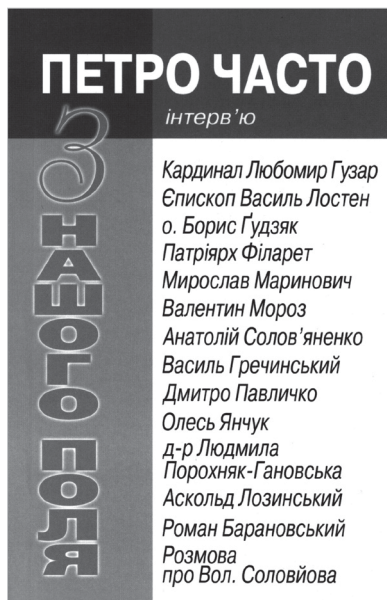 ПЕТРО ЧАСТО
інтерв'ю
З НАШОГО ПОЛЯ
Кардинал Любомир Гузар
Єпископ Василь Лостен
о. Борис Ґудзяк
Патріярх Філарет
Мирослав Маринович
Валентин Мороз
Анатолій Солов'яненко
Василь Гречинський
Дмитро Павличко
Олесь Янчук
д-р Людмила
Порохняк-Гановська
Аскольд Лозинський
Роман Барановський
Розмова
про Вол. Соловйова